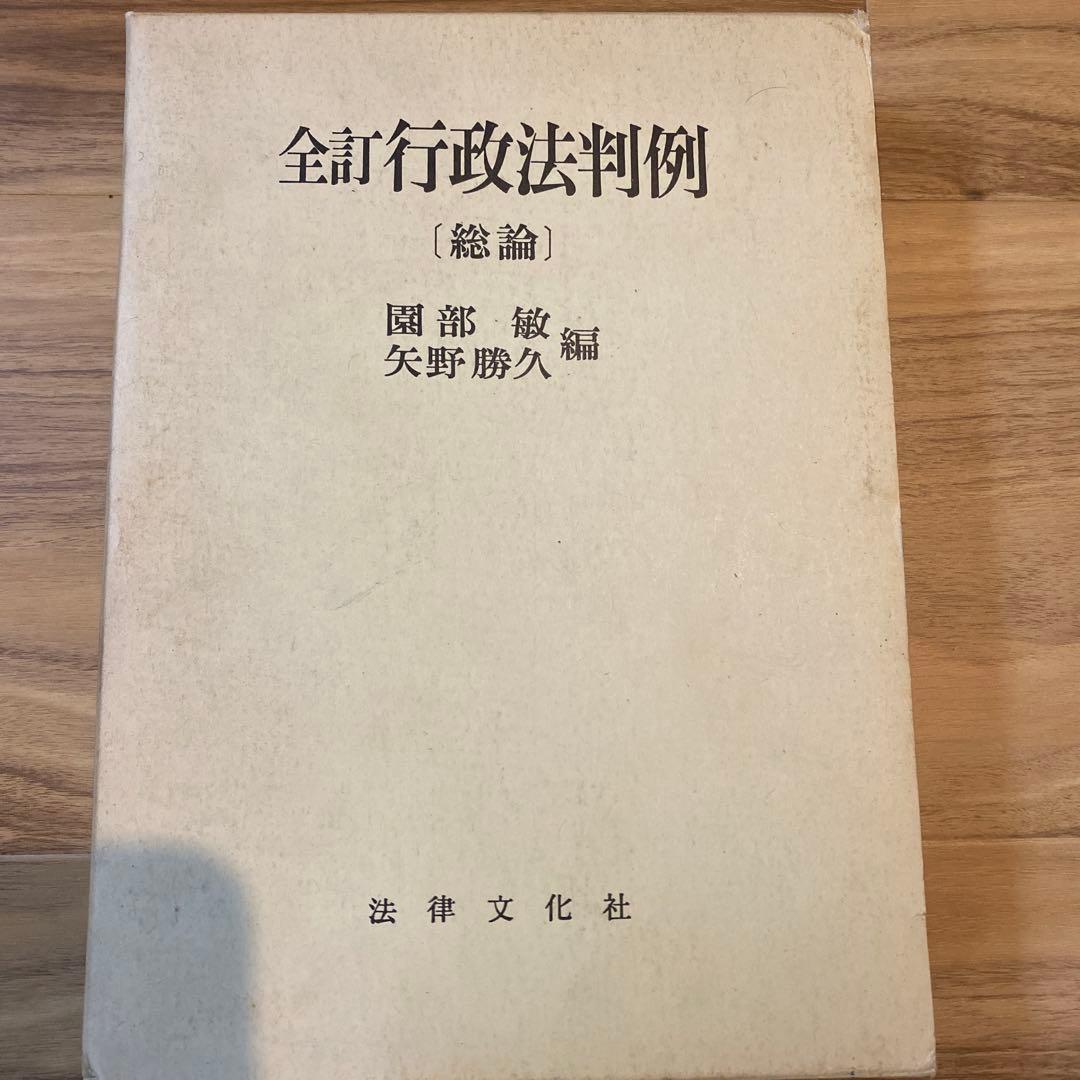 全訂行政法判例
〔総論〕
園部 敏
矢野勝久 編
法律文化社